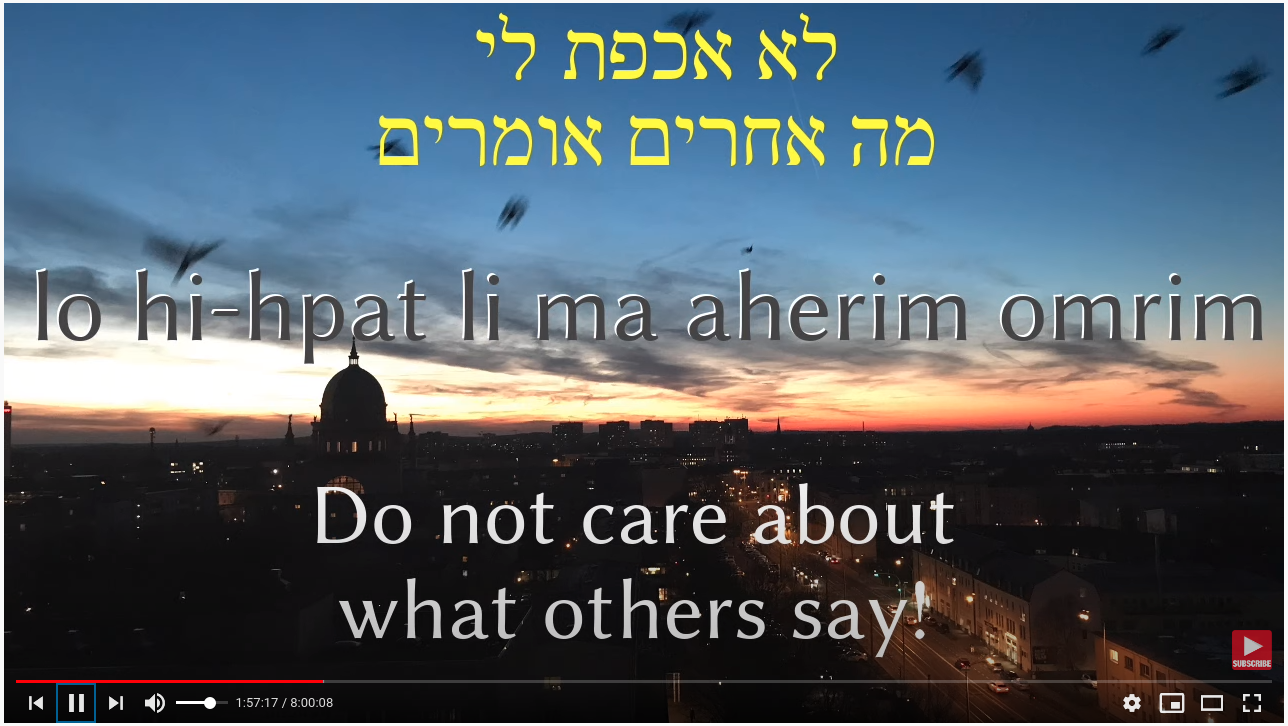 לא אכפת לי
מה אחרים אומרים
lo hi-hpat li ma aherim omrim
Do not care about
what others say!
SUBSCRIBE
1:57:17 / 8:00:08